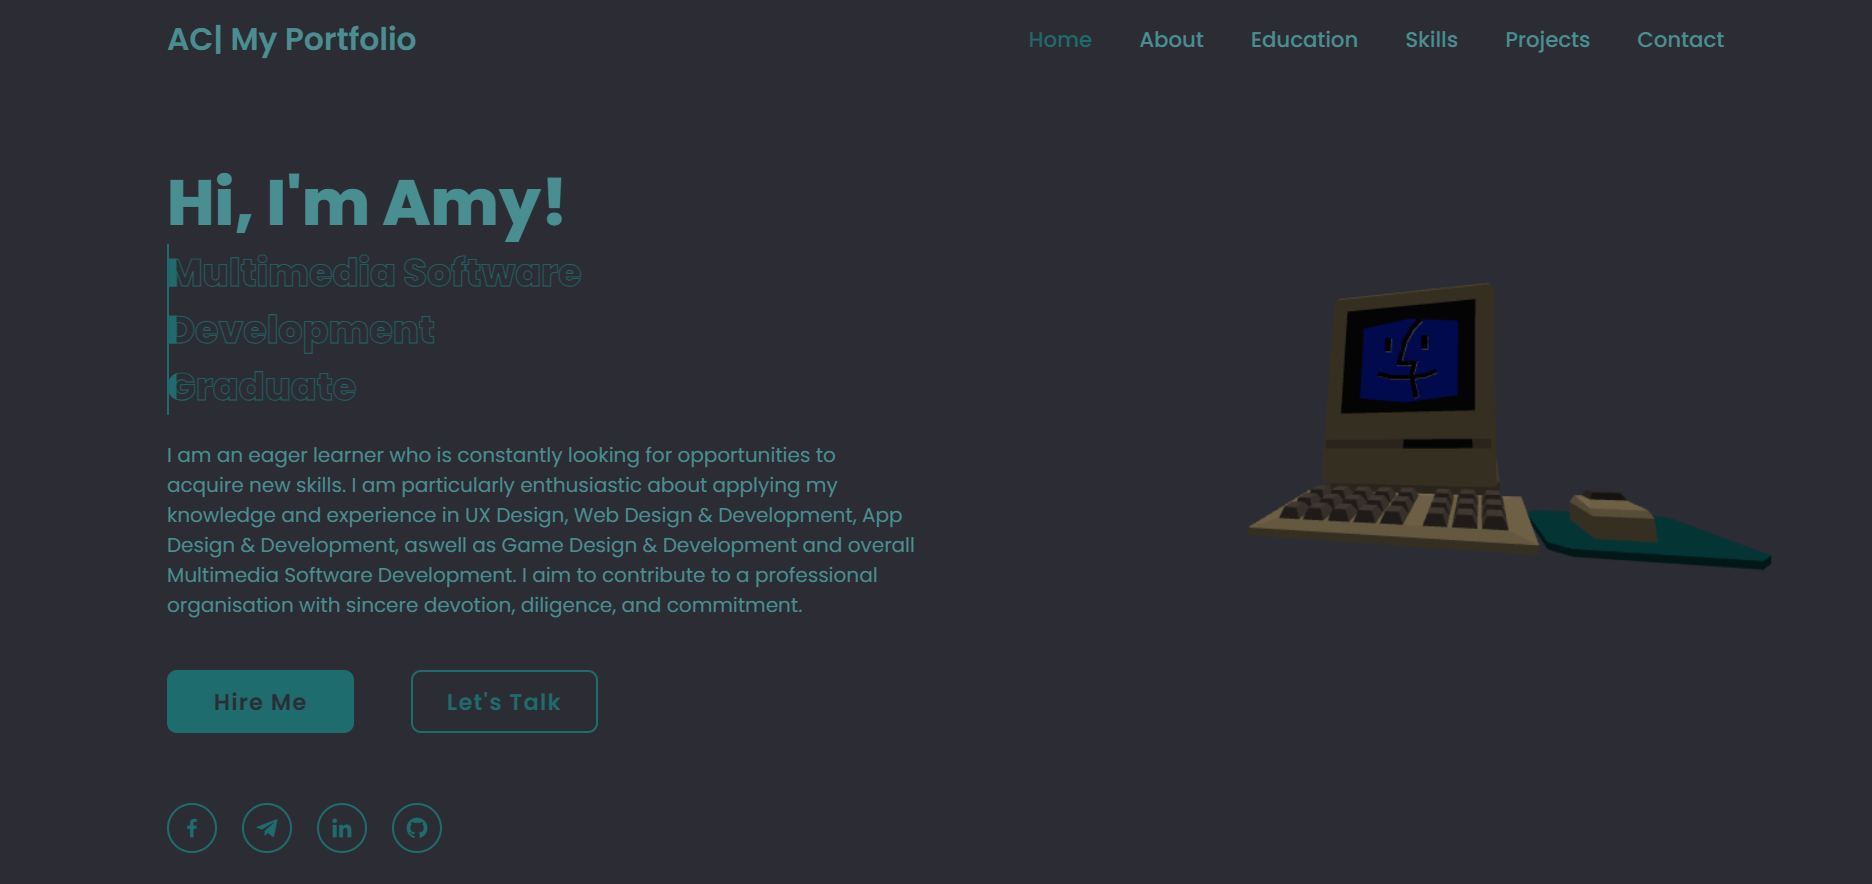 AC| My Portfolio
Home About Education Skills Projects Contact
Hi, I'm Amy!
Multimedia Software
Development
Graduate
I am an eager learner who is constantly looking for opportunities to
acquire new skills. I am particularly enthusiastic about applying my
knowledge and experience in UX Design, Web Design & Development, App
Design & Development, aswell as Game Design & Development and overall
Multimedia Software Development. I aim to contribute to a professional
organisation with sincere devotion, diligence, and commitment.
Hire Me
Let's Talk